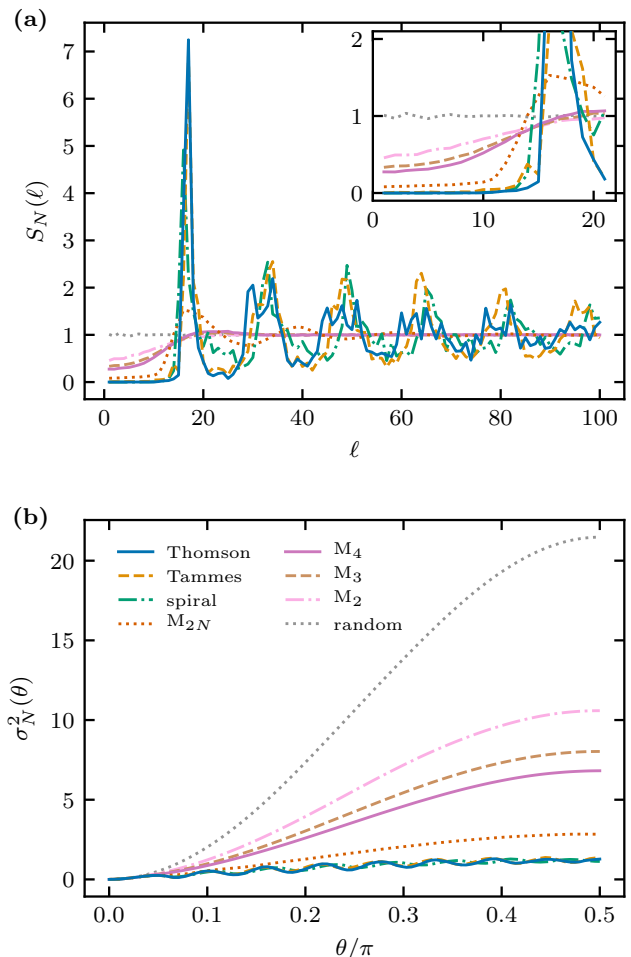 (a)
7
6
5
4
3
2
1
0
S_N(ℓ)
0 20 40 60 80 100
ℓ
2
1
0
0 10 20
(b)
20
15
10
5
0
σ²_N(θ)
Thomson
Tammes
spiral
M_{2N}
M_4
M_3
M_2
random
0.0 0.1 0.2 0.3 0.4 0.5
θ/π